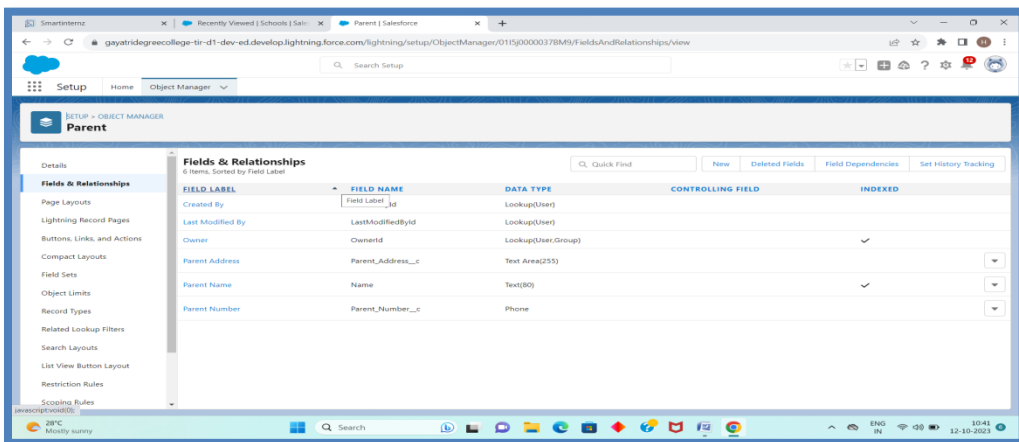 Smartinternz
Recently Viewed | Schools | Sale
Parent | Salesforce
gayatridegreecollege-tir-d1-dev-ed.develop.lightning.force.com/lightning/setup/ObjectManager/01I5j0000037BM9/FieldsAndRelationships/view
H
Search Setup
12
Setup Home Object Manager
SETUP > OBJECT MANAGER
Parent
Details
Fields & Relationships
Page Layouts
Lightning Record Pages
Buttons, Links, and Actions
Compact Layouts
Field Sets
Object Limits
Record Types
Related Lookup Filters
Search Layouts
List View Button Layout
Restriction Rules
Scoping Rules
Fields & Relationships
6 Items, Sorted by Field Label
Quick Find New Deleted Fields Field Dependencies Set History Tracking
FIELD LABEL FIELD NAME DATA TYPE CONTROLLING FIELD INDEXED
Field Label
Created By Lookup(User)
Last Modified By LastModifiedById Lookup(User)
Owner OwnerId Lookup(User,Group)
Parent Address Parent_Address__c Text Area(255)
Parent Name Name Text(80)
Parent Number Parent_Number__c Phone
javascript:void(0);
28°C
Mostly sunny
Search
ENG
IN
10:41
12-10-2023